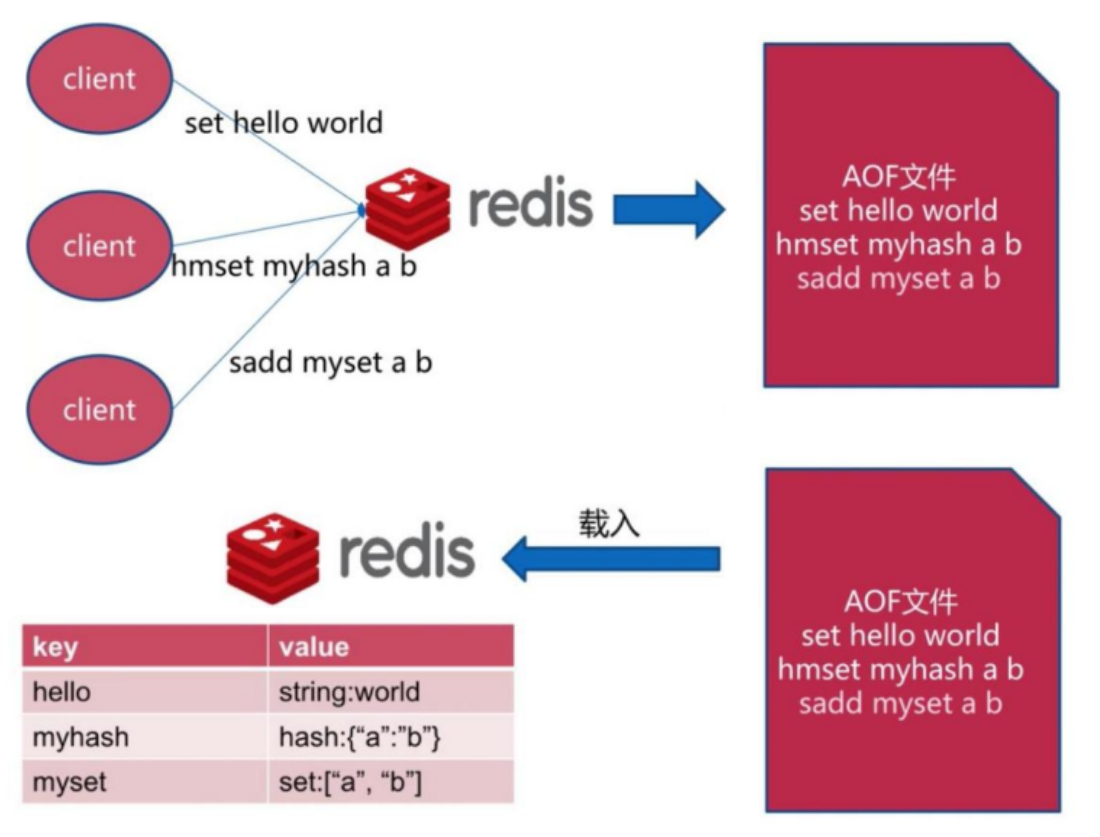 client
set hello world
client
hmset myhash a b
client
sadd myset a b
redis
AOF文件
set hello world
hmset myhash a b
sadd myset a b
redis
载入
AOF文件
set hello world
hmset myhash a b
sadd myset a b
key value
hello string:world
myhash hash:{“a”:”b”}
myset set:[“a”, “b”]